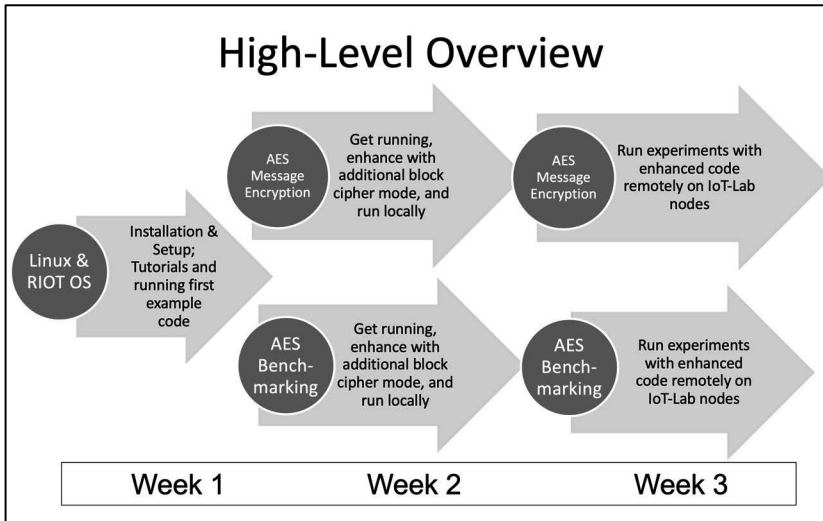 High-Level Overview
Linux &
RIOT OS
Installation &
Setup;
Tutorials and
running first
example
code
AES
Message
Encryption
Get running,
enhance with
additional block
cipher mode, and
run locally
AES
Message
Encryption
Run experiments with
enhanced code
remotely on IoT-Lab
nodes
AES
Bench-
marking
Get running,
enhance with
additional block
cipher mode, and
run locally
AES
Bench-
marking
Run experiments
with enhanced
code remotely on
IoT-Lab nodes
Week 1 Week 2 Week 3